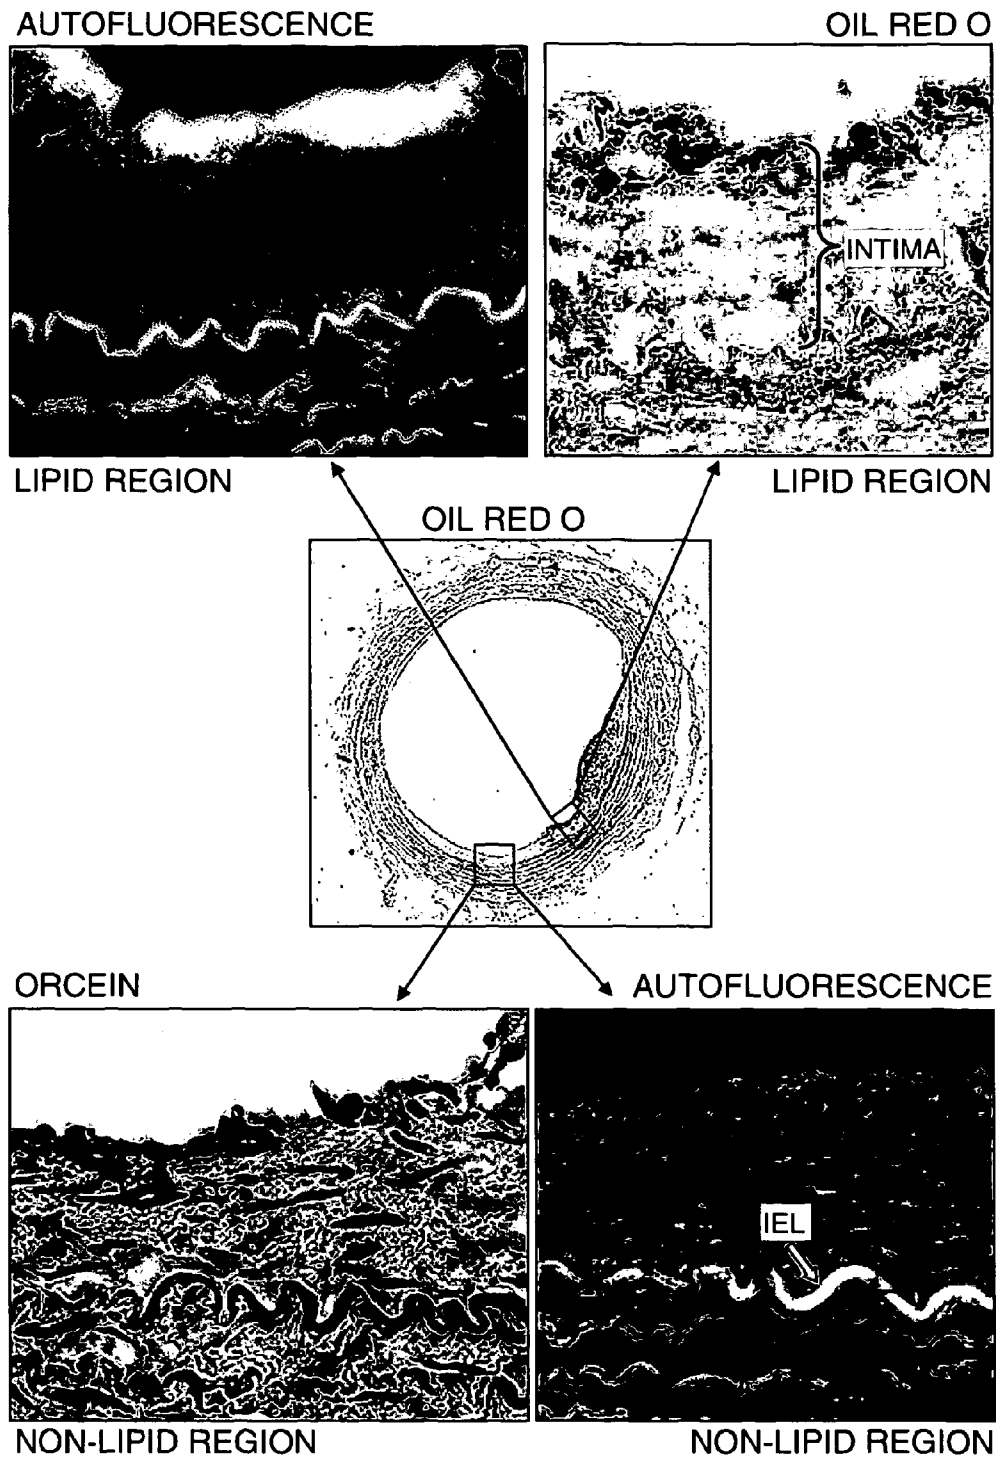 AUTOFLUORESCENCE
OIL RED O
INTIMA
LIPID REGION
LIPID REGION
OIL RED O
ORCEIN
AUTOFLUORESCENCE
IEL
NON-LIPID REGION
NON-LIPID REGION